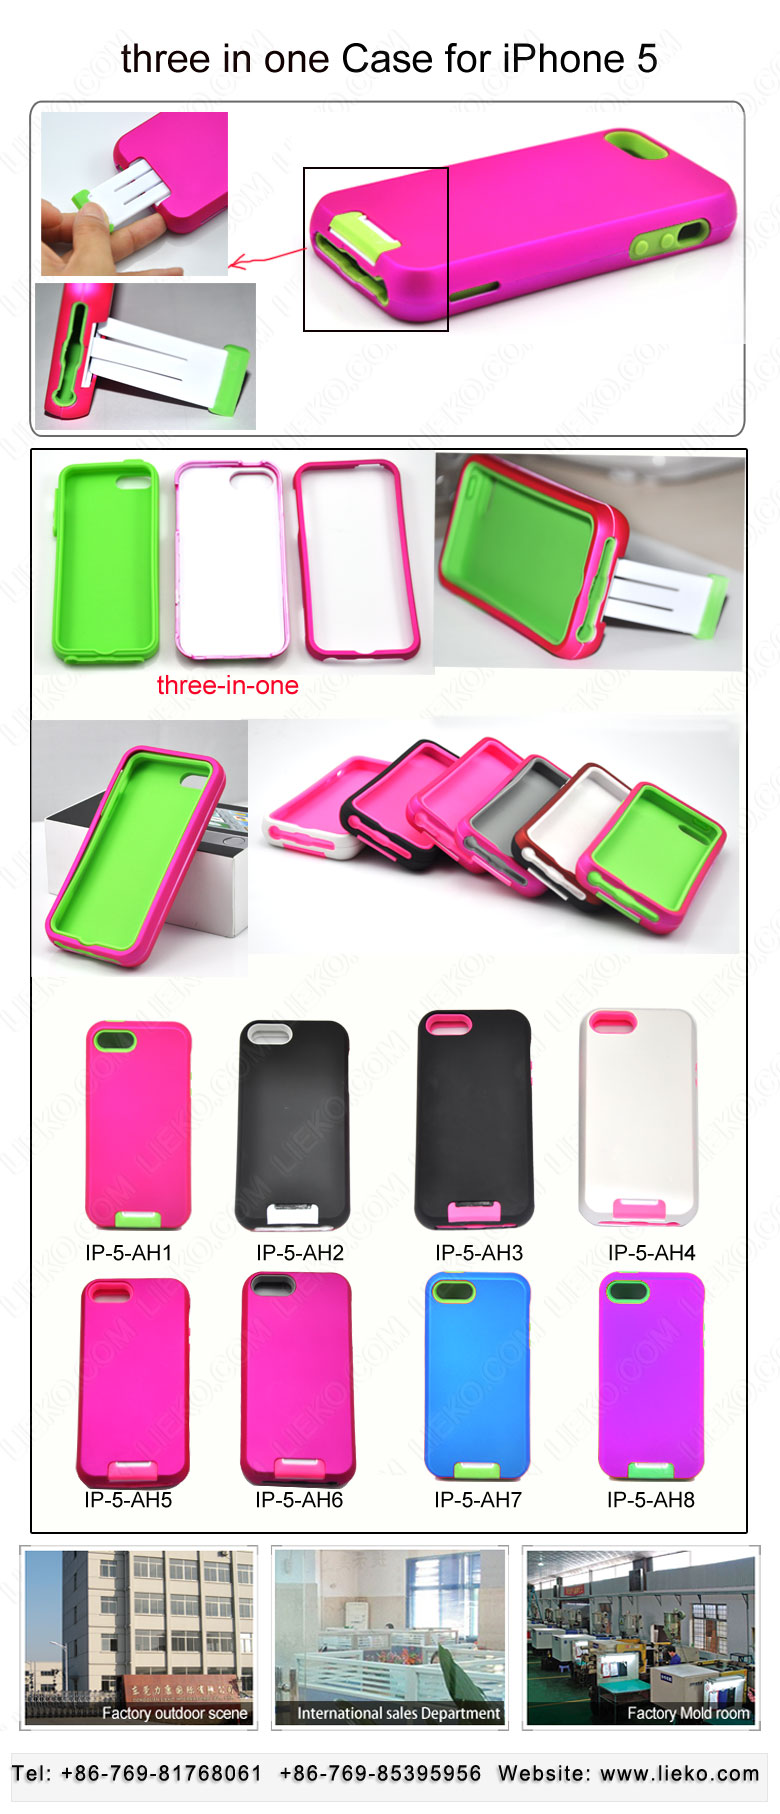 three in one Case for iPhone 5
three-in-one
IP-5-AH1 IP-5-AH2 IP-5-AH3 IP-5-AH4
IP-5-AH5 IP-5-AH6 IP-5-AH7 IP-5-AH8
Factory outdoor scene
International sales Department
Factory Mold room
Tel: +86-769-81768061 +86-769-85395956 Website: www.lieko.com
LIEKO.COM